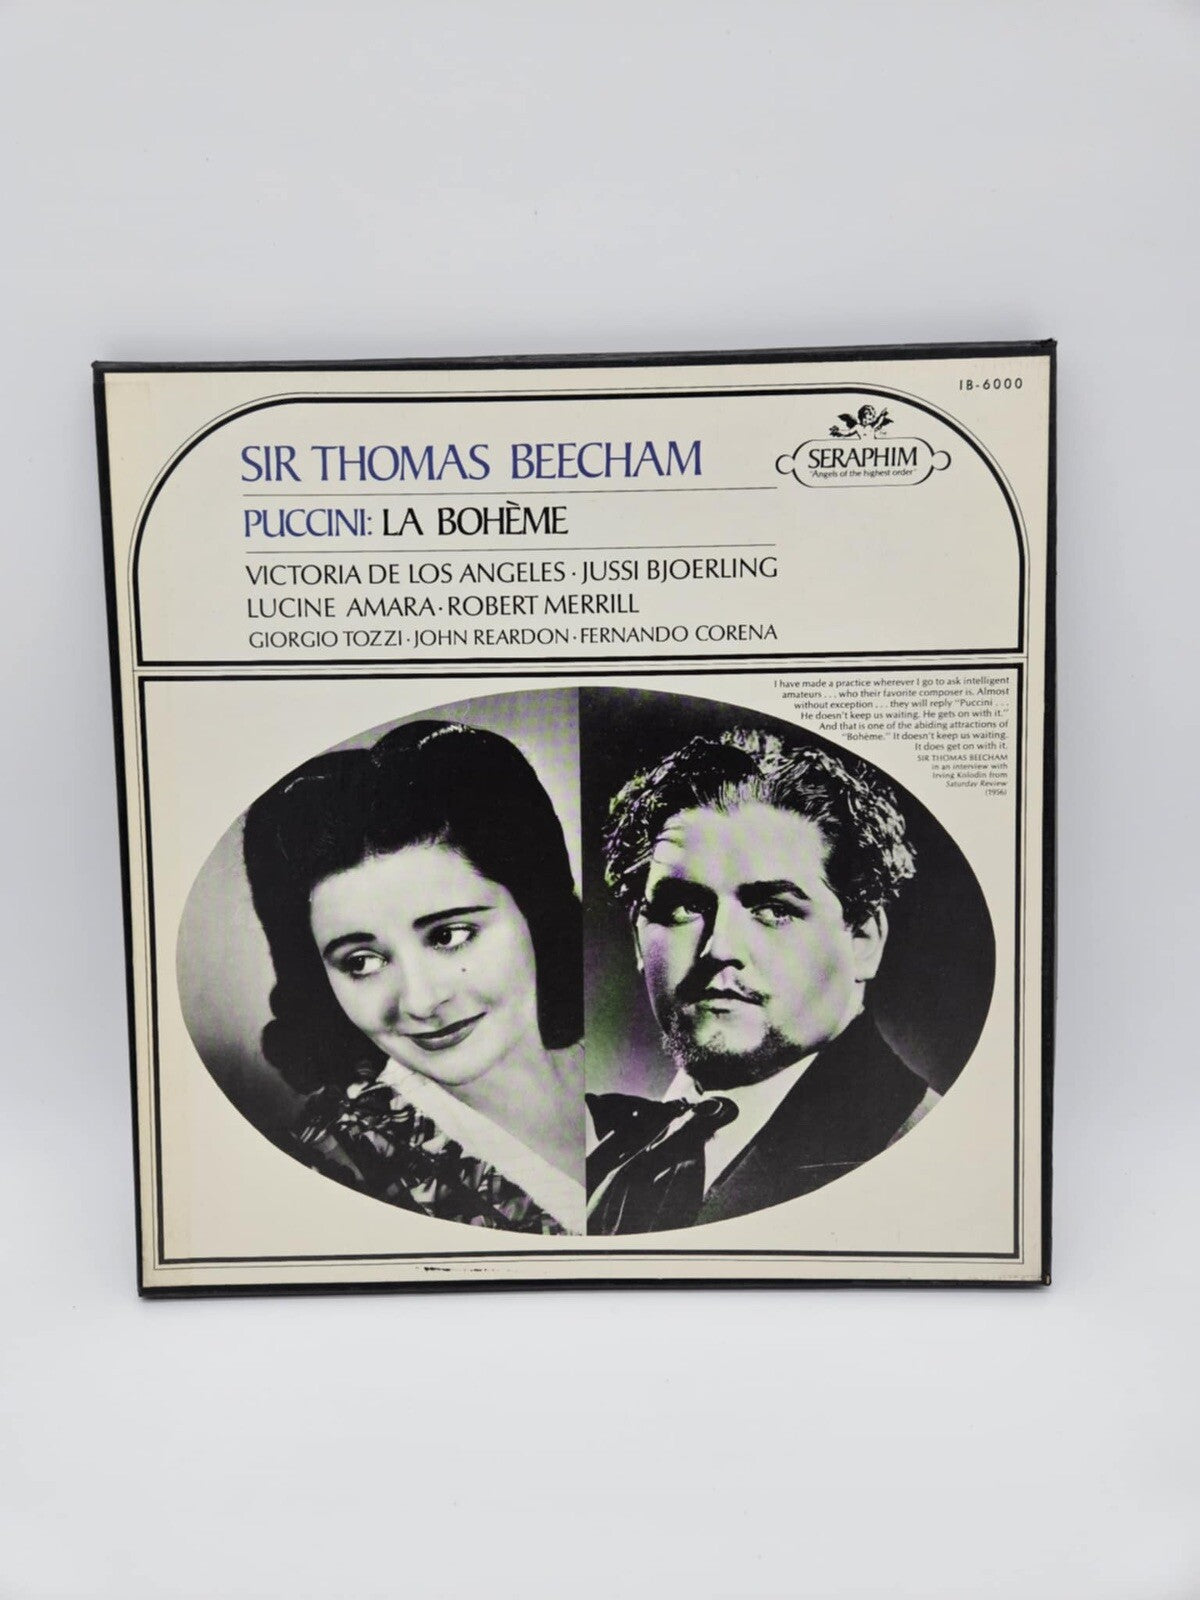 IB-6000
SIR THOMAS BEECHAM
SERAPHIM
"Angels of the highest order"
PUCCINI: LA BOHÈME
VICTORIA DE LOS ANGELES · JUSSI BJOERLING
LUCINE AMARA · ROBERT MERRILL
GIORGIO TOZZI · JOHN REARDON · FERNANDO CORENA
I have made a practice wherever I go to ask intelligent
amateurs . . . who their favorite composer is. Almost
without exception . . . they will reply "Puccini . . .
He doesn't keep us waiting. He gets on with it."
And that is one of the abiding attractions of
"Bohème." It doesn't keep us waiting.
It does get on with it.
SIR THOMAS BEECHAM
in an interview with
Irving Kolodin from
Saturday Review
(1956)